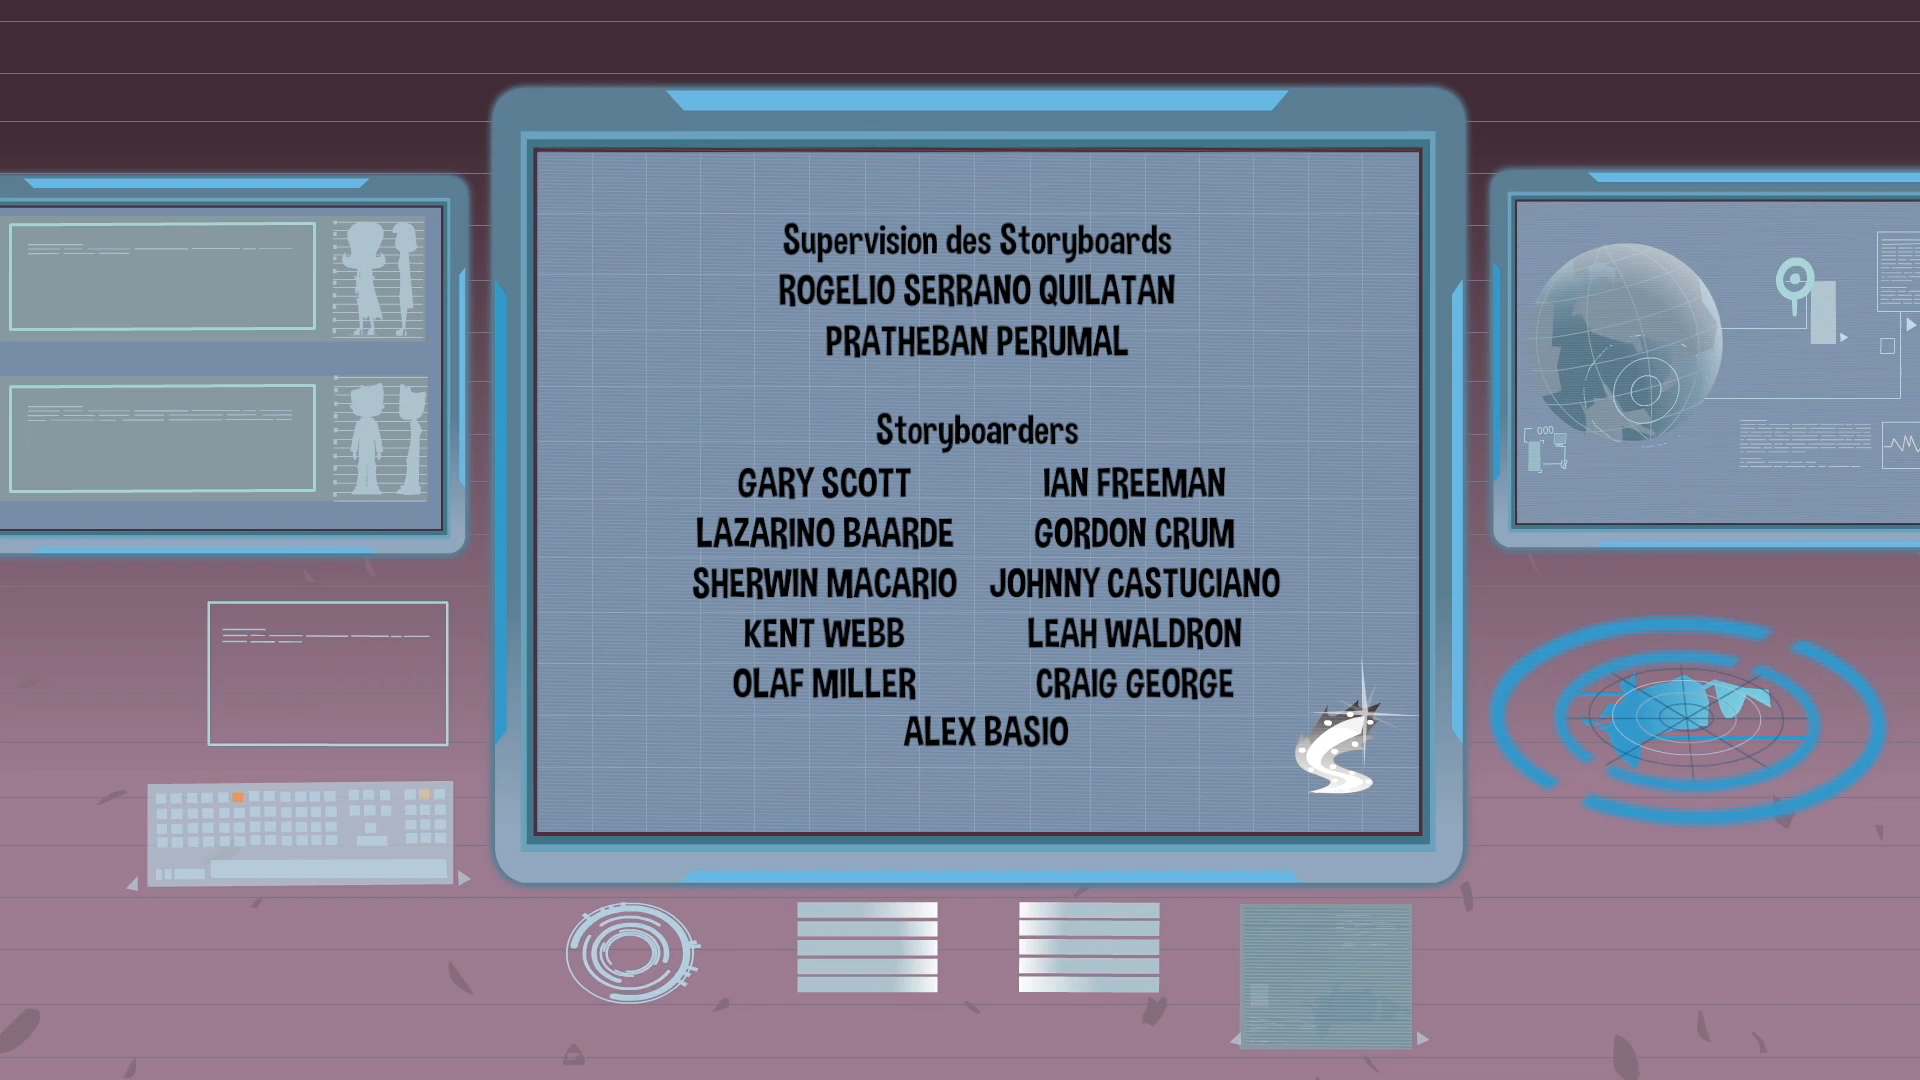 Supervision des Storyboards
ROGELIO SERRANO QUILATAN
PRATHEBAN PERUMAL
Storyboarders
GARY SCOTT IAN FREEMAN
LAZARINO BAARDE GORDON CRUM
SHERWIN MACARIO JOHNNY CASTUCIANO
KENT WEBB LEAH WALDRON
OLAF MILLER CRAIG GEORGE
ALEX BASIO
000